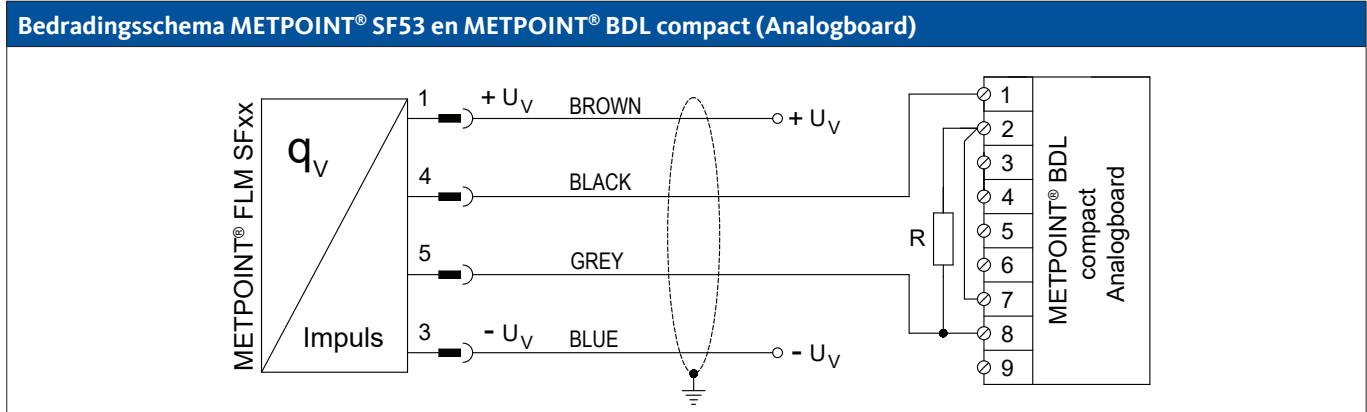 Bedradingsschema METPOINT® SF53 en METPOINT® BDL compact (Analogboard)
METPOINT® FLM SFxx
qV
Impuls
1
+ UV
BROWN
+ UV
4
BLACK
5
GREY
3
- UV
BLUE
- UV
R
1
2
3
4
5
6
7
8
9
METPOINT® BDL
compact
Analogboard